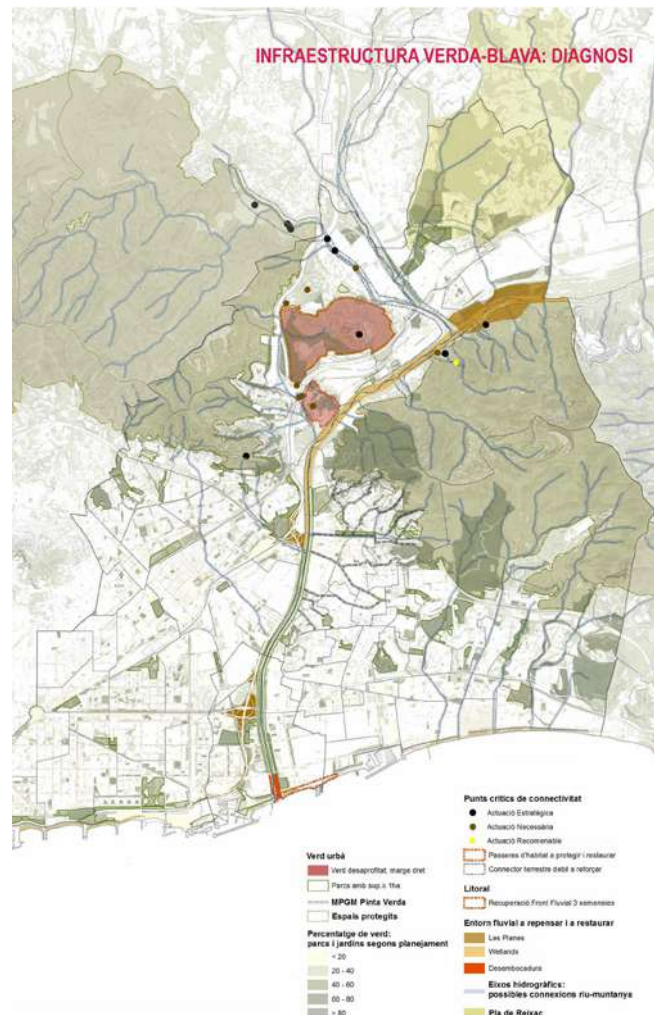 INFRAESTRUCTURA VERDA-BLAVA: DIAGNOSI
Punts crítics de connectivitat
Actuació Estratègica
Actuació Necessària
Actuació Recomenable
Passeres d'habitat a protegir i restaurar
Connector terrestre dèbil a reforçar
Litoral
Recuperació Front Fluvial 3 xemeneies
Entorn fluvial a repensar i a restaurar
Les Planes
Wetlands
Desembocadura
Eixos hidrogràfics:
possibles connexions riu-muntanya
Pla de Reixac
Verd urbà
Verd desaprofitat, marge dret
Parcs amb sup.≥ 1ha
MPGM Pinta Verda
Espais protegits
Percentatge de verd:
parcs i jardins segons planejament
< 20
20 - 40
40 - 60
60 - 80
> 80